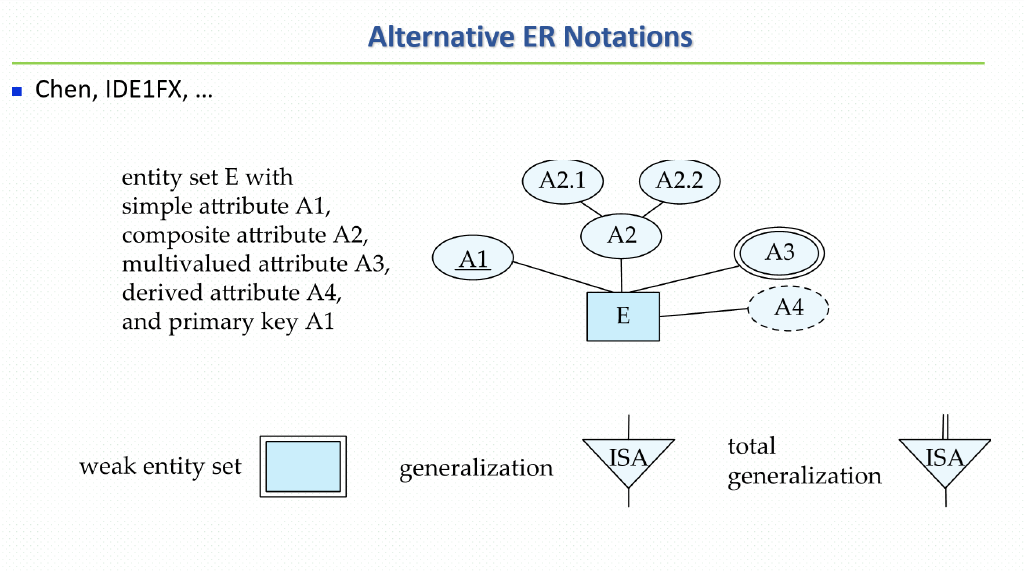 Alternative ER Notations
Chen, IDE1FX, ...
entity set E with
simple attribute A1,
composite attribute A2,
multivalued attribute A3,
derived attribute A4,
and primary key A1
A2.1
A2.2
A2
A1
A3
E
A4
weak entity set
generalization
ISA
total
generalization
ISA